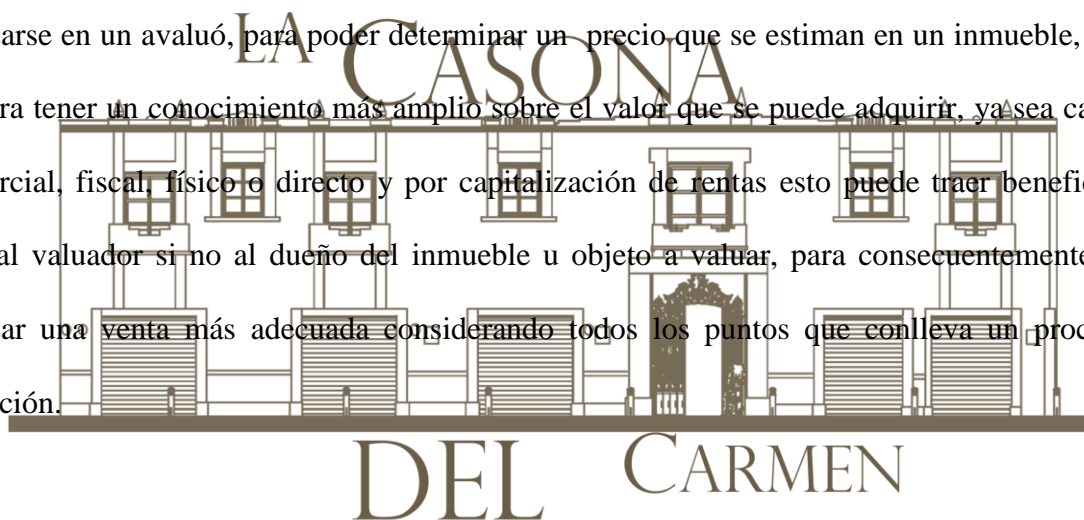 LA CASONA
arse en un avaluó, para poder determinar un precio que se estiman en un inmueble,
ra tener un conocimiento más amplio sobre el valor que se puede adquirir, ya sea ca
rcial, fiscal, físico o directo y por capitalización de rentas esto puede traer benefic
al valuador si no al dueño del inmueble u objeto a valuar, para consecuentemente
ar una venta más adecuada considerando todos los puntos que conlleva un proc
ción.
DEL CARMEN